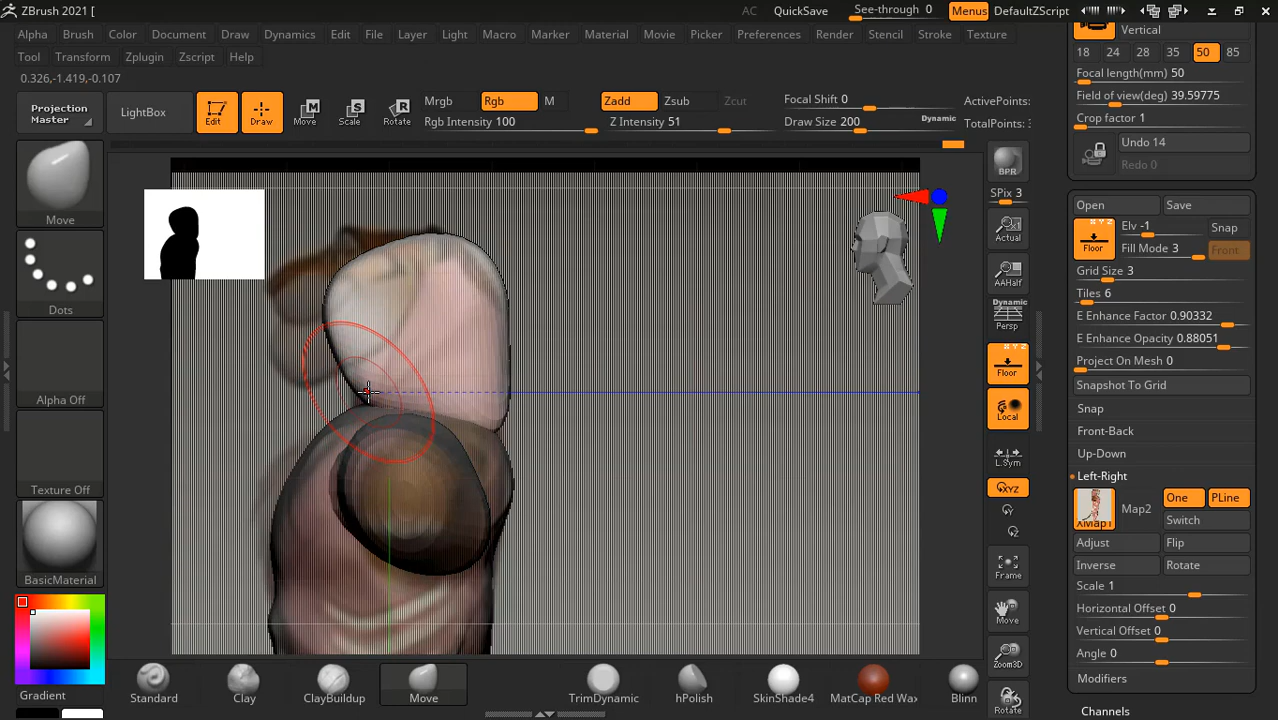 ZBrush 2021 [
AC QuickSave See-through 0 Menus DefaultZScript
Alpha Brush Color Document Draw Dynamics Edit File Layer Light Macro Marker Material Movie Picker Preferences Render Stencil Stroke Texture
Tool Transform Zplugin Zscript Help
0.326,-1.419,-0.107
Projection Master
LightBox
Edit
Draw
Move
Scale
Rotate
Mrgb Rgb M
Rgb Intensity 100
Zadd Zsub Zcut
Z Intensity 51
Focal Shift 0
Draw Size 200
Dynamic
ActivePoints:
TotalPoints: 3
Move
Dots
Alpha Off
Texture Off
BasicMaterial
Gradient
BPR
SPix 3
Actual
AAHalf
Dynamic
Persp
Floor
Local
L.Sym
XYZ
Y
Z
Frame
Move
Zoom3D
Rotate
Vertical
18 24 28 35 50 85
Focal length(mm) 50
Field of view(deg) 39.59775
Crop factor 1
Undo 14
Redo 0
Open Save
X Y Z
Floor
Elv -1 Snap
Fill Mode 3 Front
Grid Size 3
Tiles 6
E Enhance Factor 0.90332
E Enhance Opacity 0.88051
Project On Mesh 0
Snapshot To Grid
Snap
Front-Back
Up-Down
Left-Right
Map2 One PLine
Switch
Adjust Flip
Inverse Rotate
Scale 1
Horizontal Offset 0
Vertical Offset 0
Angle 0
Modifiers
Channels
Standard Clay ClayBuildup Move TrimDynamic hPolish SkinShade4 MatCap Red Wax Blinn